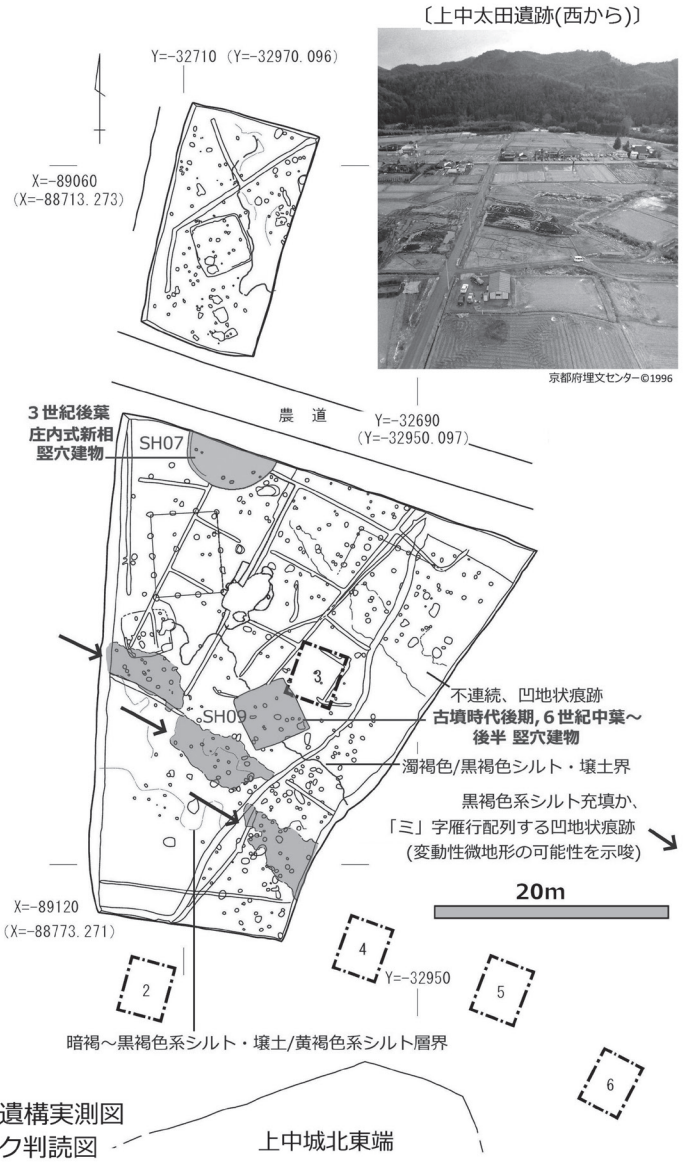 〔上中太田遺跡(西から)〕
Y=-32710 (Y=-32970.096)
X=-89060
(X=-88713.273)
京都府埋文センター©1996
農 道
Y=-32690
(Y=-32950.097)
3世紀後葉
庄内式新相
竪穴建物
SH07
3
不連続、凹地状痕跡
SH09
古墳時代後期,6世紀中葉~
後半 竪穴建物
濁褐色/黒褐色シルト・壌土界
黒褐色系シルト充填か、
「ミ」字雁行配列する凹地状痕跡
(変動性微地形の可能性を示唆)
20m
X=-89120
(X=-88773.271)
2
4
Y=-32950
5
6
暗褐~黒褐色系シルト・壌土/黄褐色系シルト層界
遺構実測図
ク判読図
上中城北東端